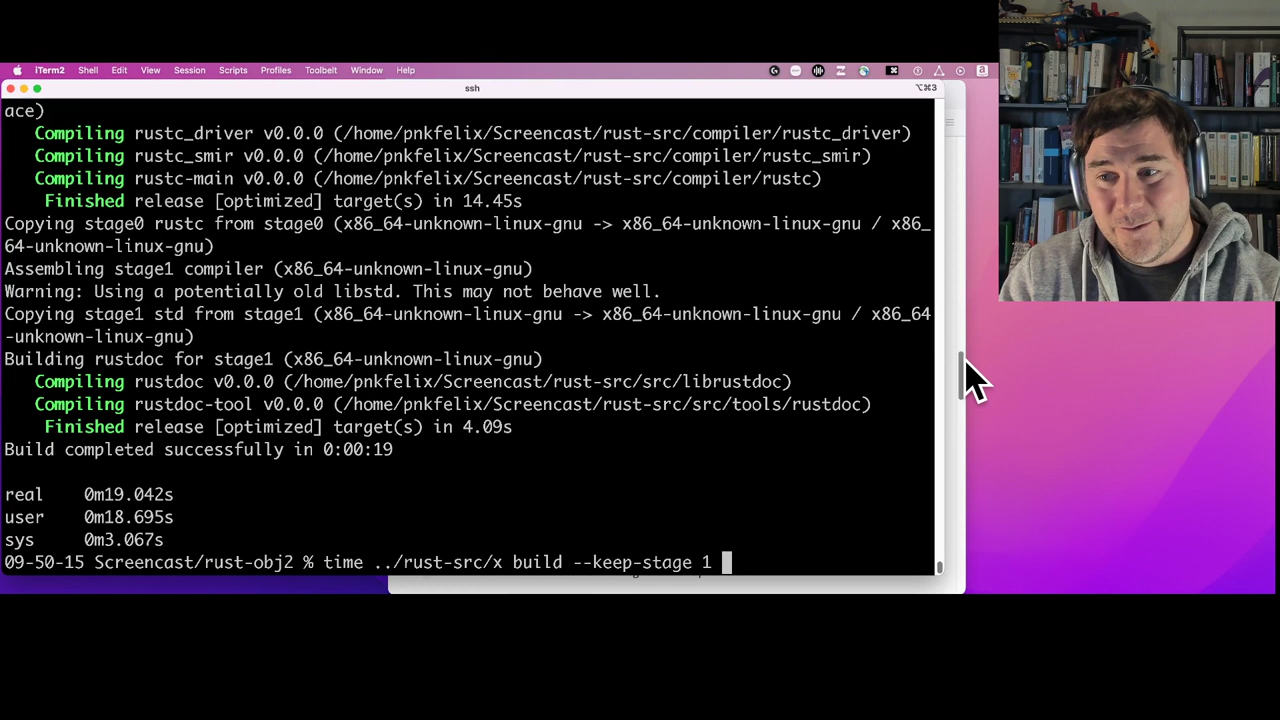 iTerm2 Shell Edit View Session Scripts Profiles Toolbelt Window Help
ssh
⌥⌘3
ace)
Compiling rustc_driver v0.0.0 (/home/pnkfelix/Screencast/rust-src/compiler/rustc_driver)
Compiling rustc_smir v0.0.0 (/home/pnkfelix/Screencast/rust-src/compiler/rustc_smir)
Compiling rustc-main v0.0.0 (/home/pnkfelix/Screencast/rust-src/compiler/rustc)
Finished release [optimized] target(s) in 14.45s
Copying stage0 rustc from stage0 (x86_64-unknown-linux-gnu -> x86_64-unknown-linux-gnu / x86_
64-unknown-linux-gnu)
Assembling stage1 compiler (x86_64-unknown-linux-gnu)
Warning: Using a potentially old libstd. This may not behave well.
Copying stage1 std from stage1 (x86_64-unknown-linux-gnu -> x86_64-unknown-linux-gnu / x86_64
-unknown-linux-gnu)
Building rustdoc for stage1 (x86_64-unknown-linux-gnu)
Compiling rustdoc v0.0.0 (/home/pnkfelix/Screencast/rust-src/src/librustdoc)
Compiling rustdoc-tool v0.0.0 (/home/pnkfelix/Screencast/rust-src/src/tools/rustdoc)
Finished release [optimized] target(s) in 4.09s
Build completed successfully in 0:00:19
real 0m19.042s
user 0m18.695s
sys 0m3.067s
09-50-15 Screencast/rust-obj2 % time ../rust-src/x build --keep-stage 1